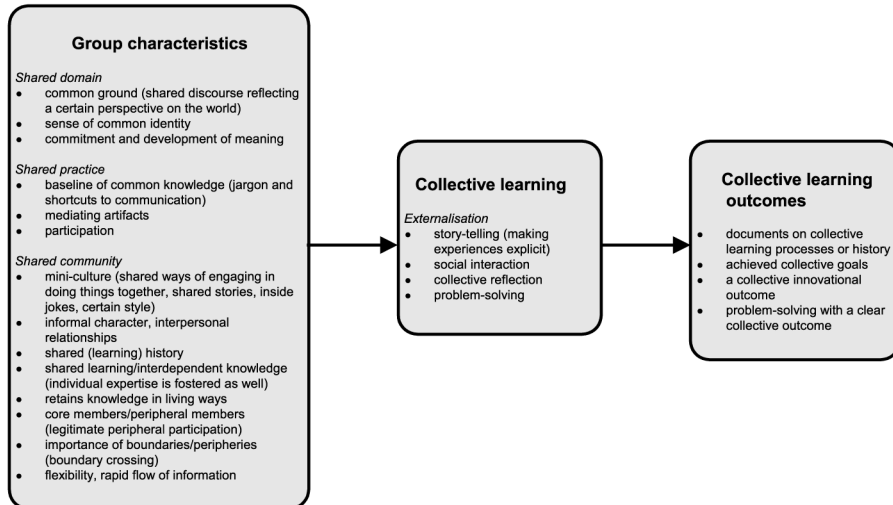 Group characteristics
Shared domain
• common ground (shared discourse reflecting
a certain perspective on the world)
• sense of common identity
• commitment and development of meaning
Shared practice
• baseline of common knowledge (jargon and
shortcuts to communication)
• mediating artifacts
• participation
Shared community
• mini-culture (shared ways of engaging in
doing things together, shared stories, inside
jokes, certain style)
• informal character, interpersonal
relationships
• shared (learning) history
• shared learning/interdependent knowledge
(individual expertise is fostered as well)
• retains knowledge in living ways
• core members/peripheral members
(legitimate peripheral participation)
• importance of boundaries/peripheries
(boundary crossing)
• flexibility, rapid flow of information
Collective learning
Externalisation
• story-telling (making
experiences explicit)
• social interaction
• collective reflection
• problem-solving
Collective learning
outcomes
• documents on collective
learning processes or history
• achieved collective goals
• a collective innovational
outcome
• problem-solving with a clear
collective outcome